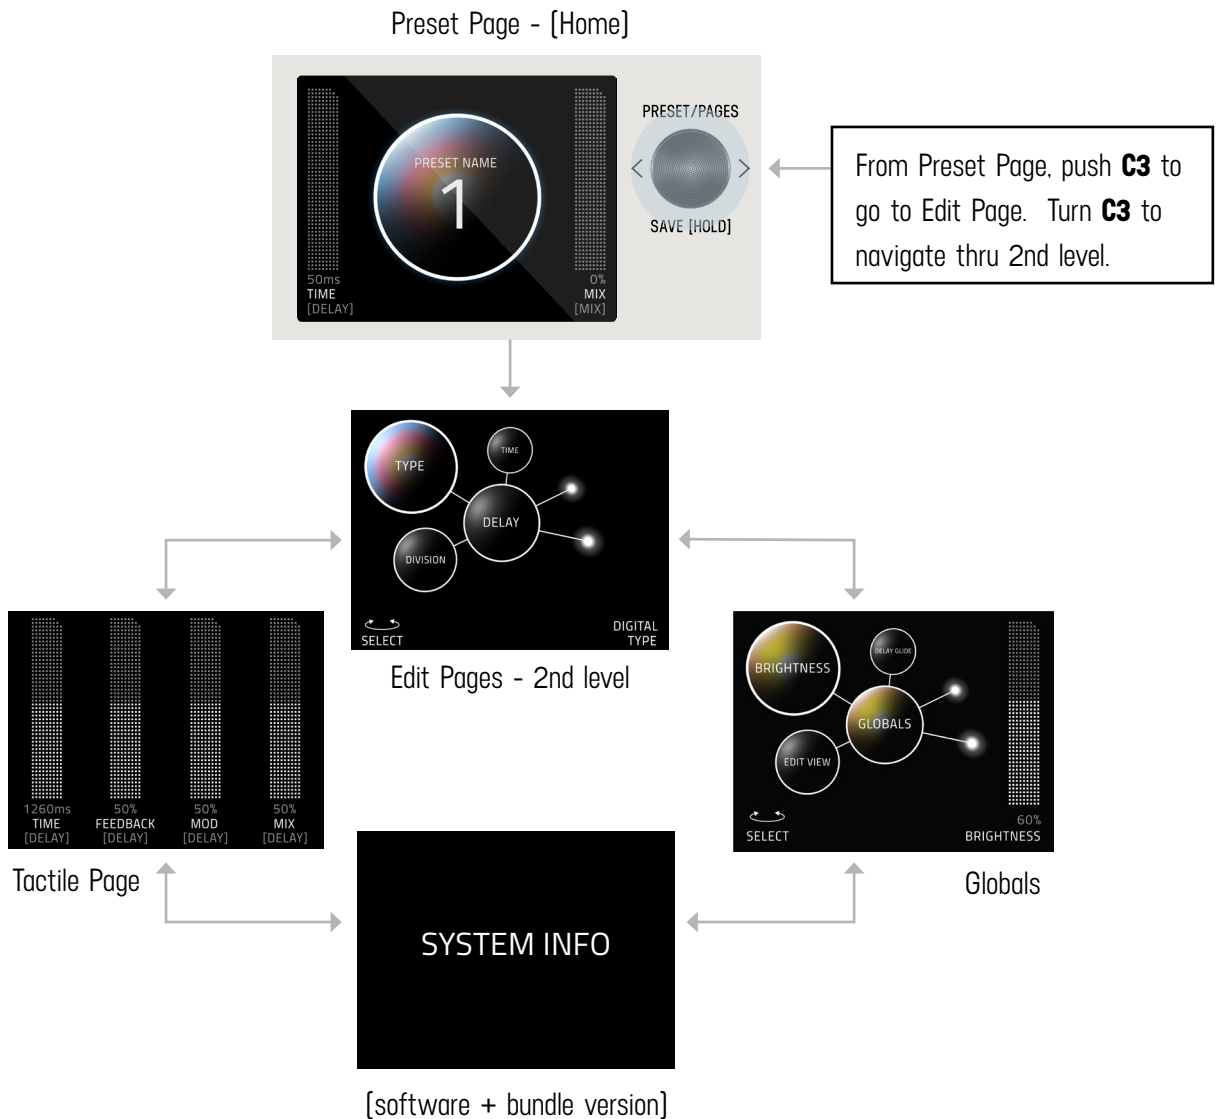 Preset Page - [Home]
PRESET/PAGES
PRESET NAME
1
< >
SAVE [HOLD]
50ms
TIME
[DELAY]
0%
MIX
[MIX]
From Preset Page, push C3 to
go to Edit Page. Turn C3 to
navigate thru 2nd level.
TYPE
TIME
DELAY
DIVISION
SELECT
DIGITAL
TYPE
Edit Pages - 2nd level
1260ms
TIME
[DELAY]
50%
FEEDBACK
[DELAY]
50%
MOD
[DELAY]
50%
MIX
[DELAY]
Tactile Page
BRIGHTNESS
DELAY GLIDE
GLOBALS
EDIT VIEW
SELECT
60%
BRIGHTNESS
Globals
SYSTEM INFO
[software + bundle version]